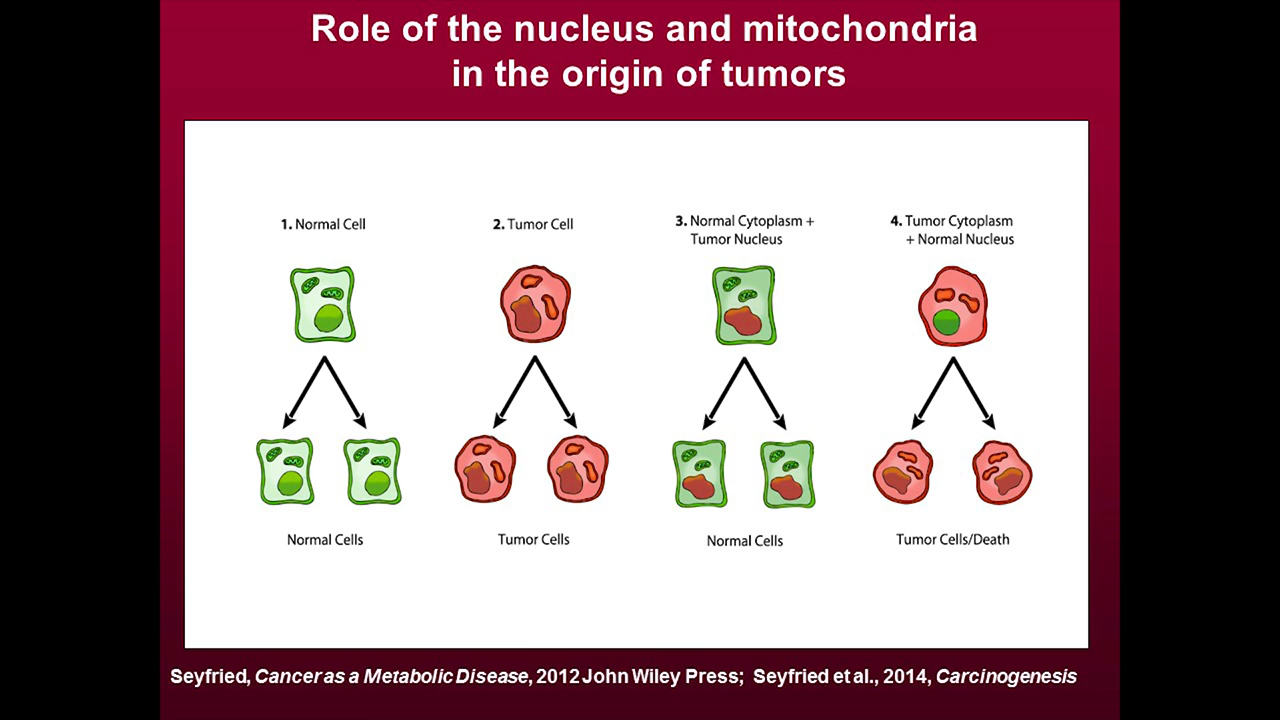 Role of the nucleus and mitochondria
in the origin of tumors
1. Normal Cell
2. Tumor Cell
3. Normal Cytoplasm +
Tumor Nucleus
4. Tumor Cytoplasm
+ Normal Nucleus
Normal Cells
Tumor Cells
Normal Cells
Tumor Cells/Death
Seyfried, Cancer as a Metabolic Disease, 2012 John Wiley Press; Seyfried et al., 2014, Carcinogenesis